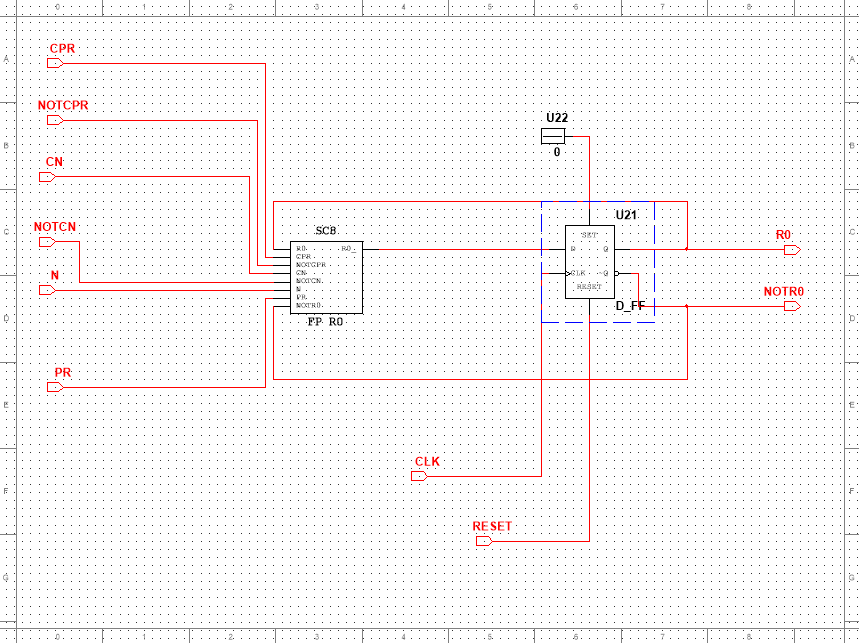 0 1 2 3 4 5 6 7 8
A A
CPR
NOTCPR
U22
B B
0
CN
U21
NOTCN
SC8
SET
C C
R0
R0 R0_
D Q
CPR
NOTCPR
N
CN
CLK Q
NOTCN
N
RESET
NOTR0
PR
NOTR0
D_FF
D D
FP R0
PR
E E
CLK
F F
RESET
G G
0 1 2 3 4 5 6 7 8